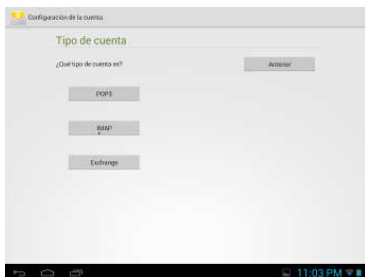 Configuración de la cuenta
Tipo de cuenta
¿Qué tipo de cuenta es?
Anterior
POP3
IMAP
Exchange
11:03 PM